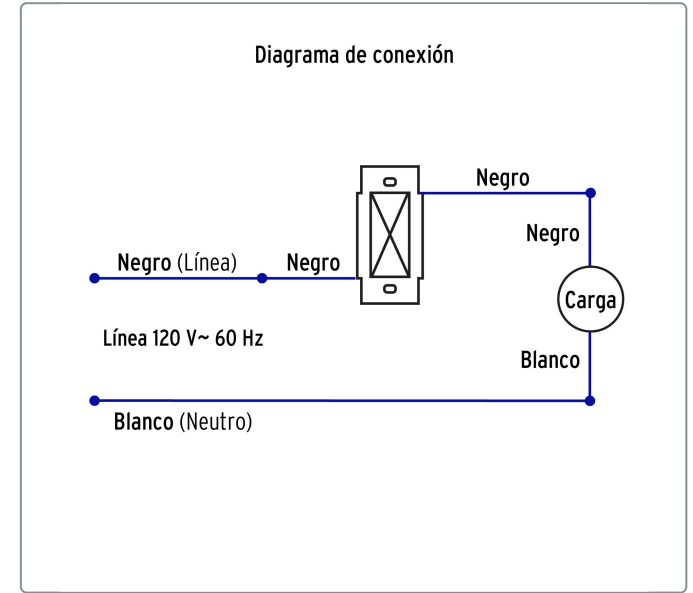 Diagrama de conexión
Negro
Negro
Negro (Línea)
Negro
Carga
Línea 120 V~ 60 Hz
Blanco
Blanco (Neutro)